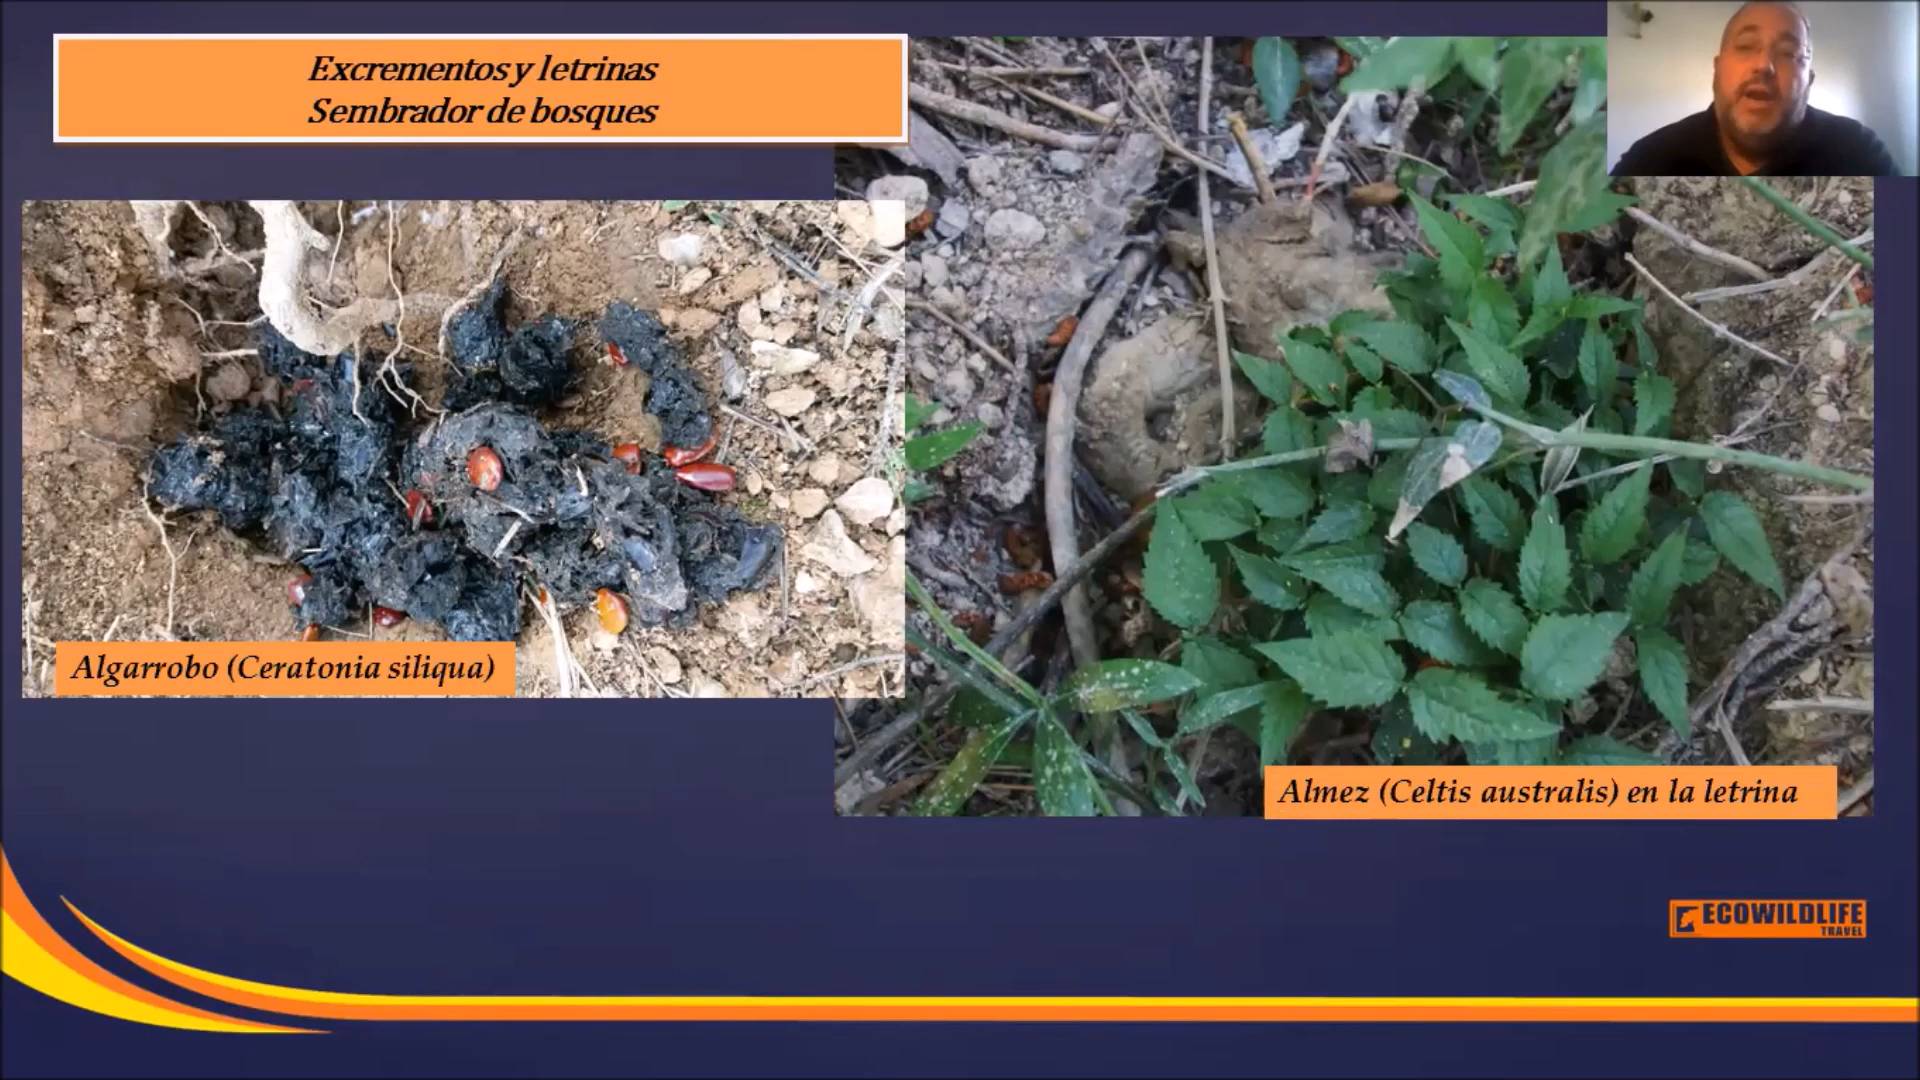 Excrementos y letrinas
Sembrador de bosques
Algarrobo (Ceratonia siliqua)
Almez (Celtis australis) en la letrina
ECOWILDLIFE
TRAVEL